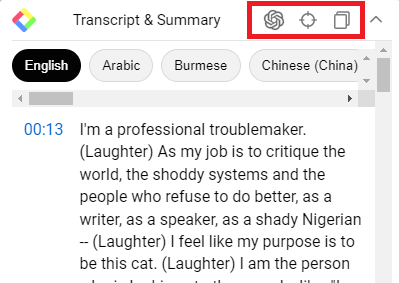 Transcript & Summary
English Arabic Burmese Chinese (China)
00:13 I'm a professional troublemaker.
(Laughter) As my job is to critique the
world, the shoddy systems and the
people who refuse to do better, as a
writer, as a speaker, as a shady Nigerian
-- (Laughter) I feel like my purpose is to
be this cat. (Laughter) I am the person